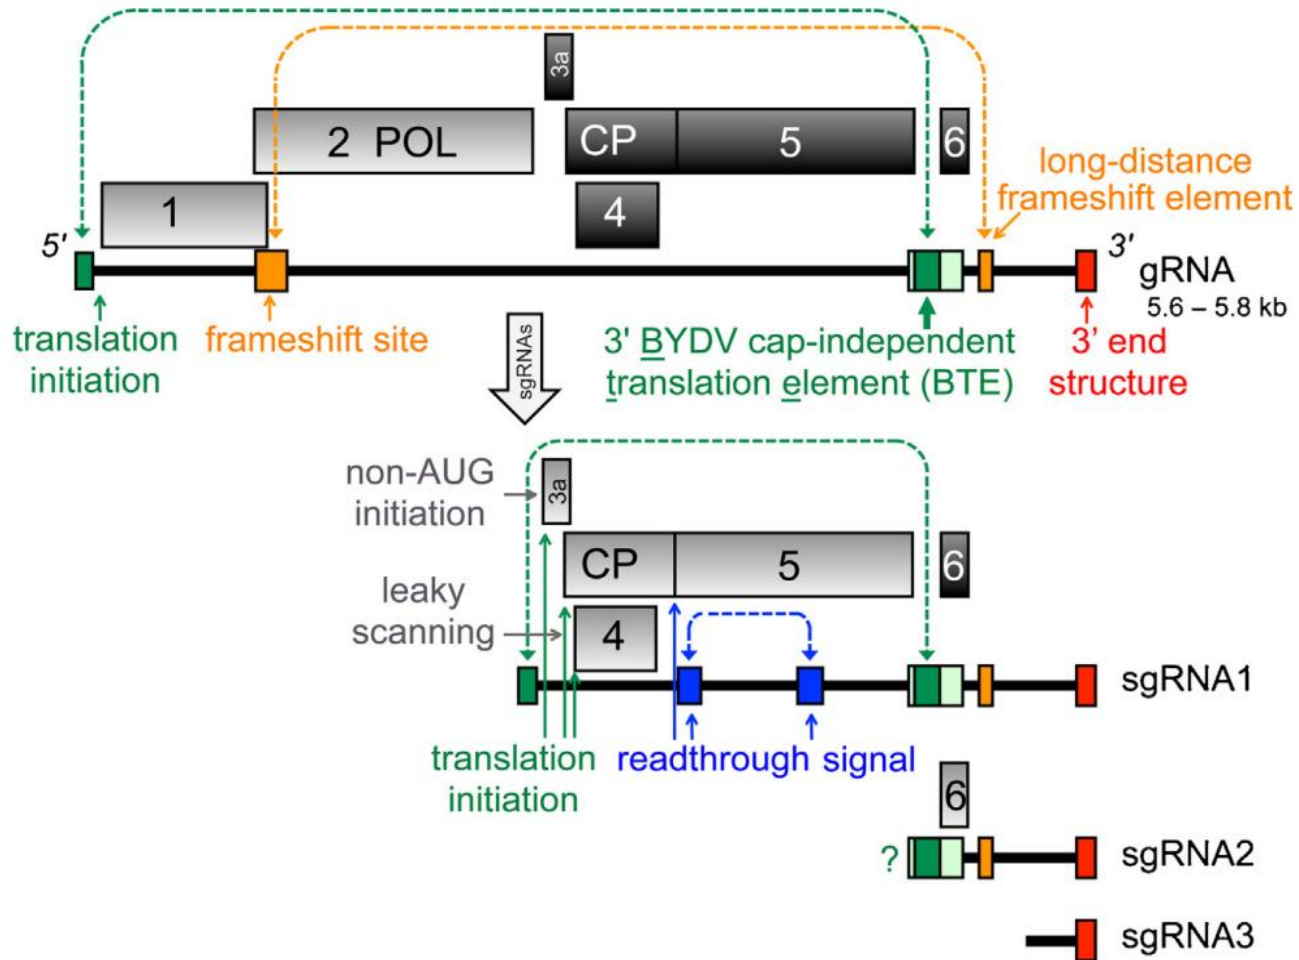 3a
2 POL
CP
5
6
long-distance
frameshift element
1
4
5'
3'
gRNA
5.6 – 5.8 kb
translation
initiation
frameshift site
sgRNAs
3' BYDV cap-independent
translation element (BTE)
3' end
structure
non-AUG
initiation
3a
CP
5
6
leaky
scanning
4
sgRNA1
translation
initiation
readthrough signal
6
?
sgRNA2
sgRNA3